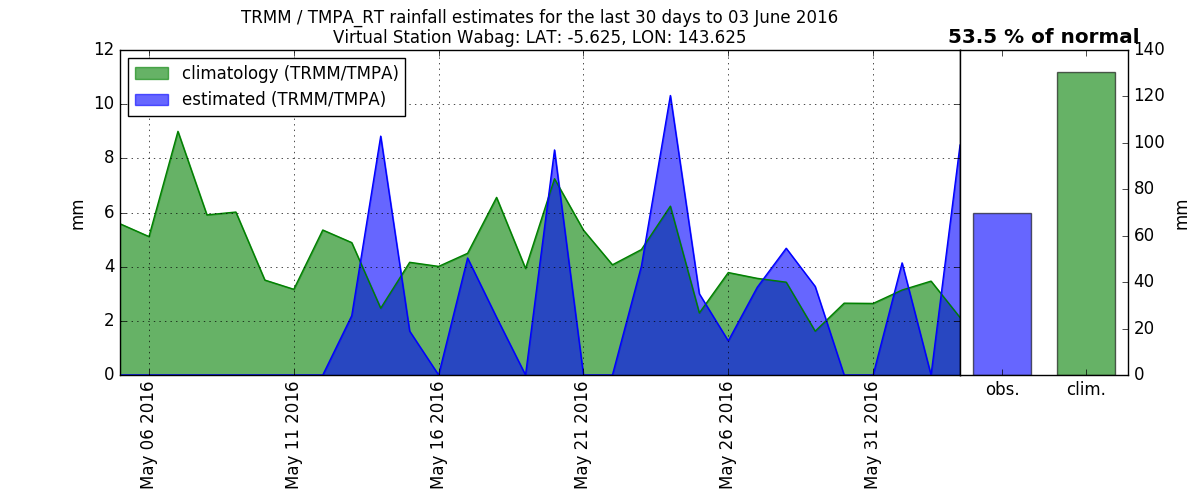 TRMM / TMPA_RT rainfall estimates for the last 30 days to 03 June 2016
Virtual Station Wabag: LAT: -5.625, LON: 143.625
53.5 % of normal
climatology (TRMM/TMPA)
estimated (TRMM/TMPA)
mm
12
10
8
6
4
2
0
May 06 2016
May 11 2016
May 16 2016
May 21 2016
May 26 2016
May 31 2016
obs.
clim.
140
120
100
80
60
40
20
0
mm